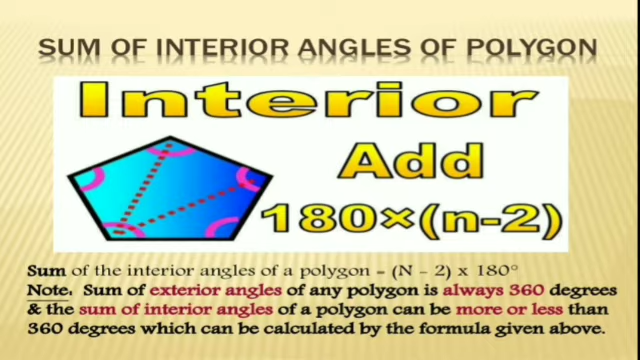 SUM OF INTERIOR ANGLES OF POLYGON
Interior
Add
180×(n-2)
Sum of the interior angles of a polygon = (N – 2) x 180°
Note: Sum of exterior angles of any polygon is always 360 degrees
& the sum of interior angles of a polygon can be more or less than
360 degrees which can be calculated by the formula given above.